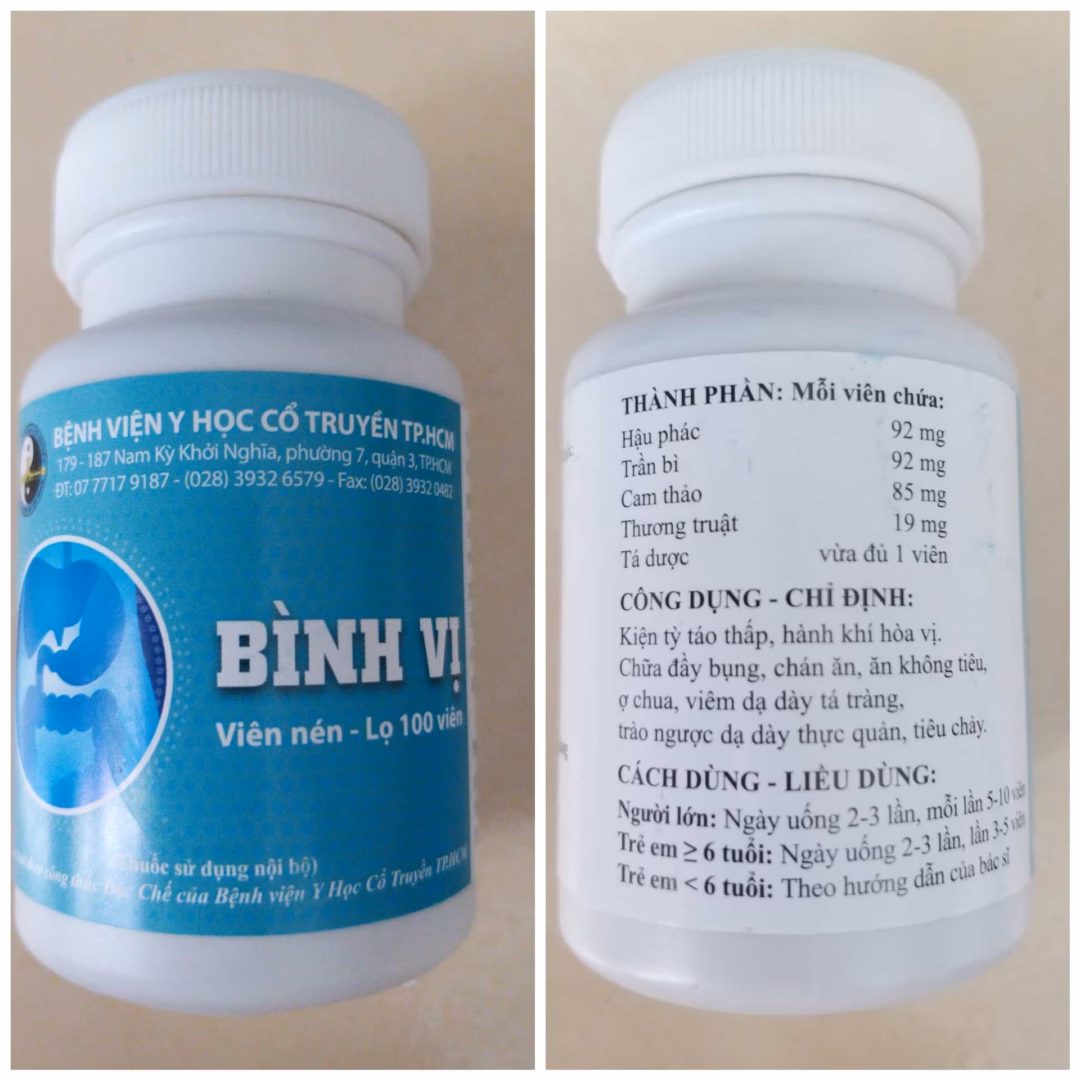 BỆNH VIỆN Y HỌC CỔ TRUYỀN TP.HCM
179 - 187 Nam Kỳ Khởi Nghĩa, phường 7, quận 3, TP.HCM
ĐT: 07 7717 9187 - (028) 3932 6579 - Fax: (028) 3932 0482
BÌNH VỊ
Viên nén - Lọ 100 viên
(Thuốc sử dụng nội bộ)
công thức Độc Chế của Bệnh viện Y Học Cổ Truyền TP.HCM
THÀNH PHẦN: Mỗi viên chứa:
Hậu phác 92 mg
Trần bì 92 mg
Cam thảo 85 mg
Thương truật 19 mg
Tá dược vừa đủ 1 viên
CÔNG DỤNG - CHỈ ĐỊNH:
Kiện tỳ táo thấp, hành khí hòa vị.
Chữa đầy bụng, chán ăn, ăn không tiêu,
ợ chua, viêm dạ dày tá tràng,
trào ngược dạ dày thực quản, tiêu chảy.
CÁCH DÙNG - LIỀU DÙNG:
Người lớn: Ngày uống 2-3 lần, mỗi lần 5-10 viên
Trẻ em ≥ 6 tuổi: Ngày uống 2-3 lần, lần 3-5 viên
Trẻ em < 6 tuổi: Theo hướng dẫn của bác sĩ